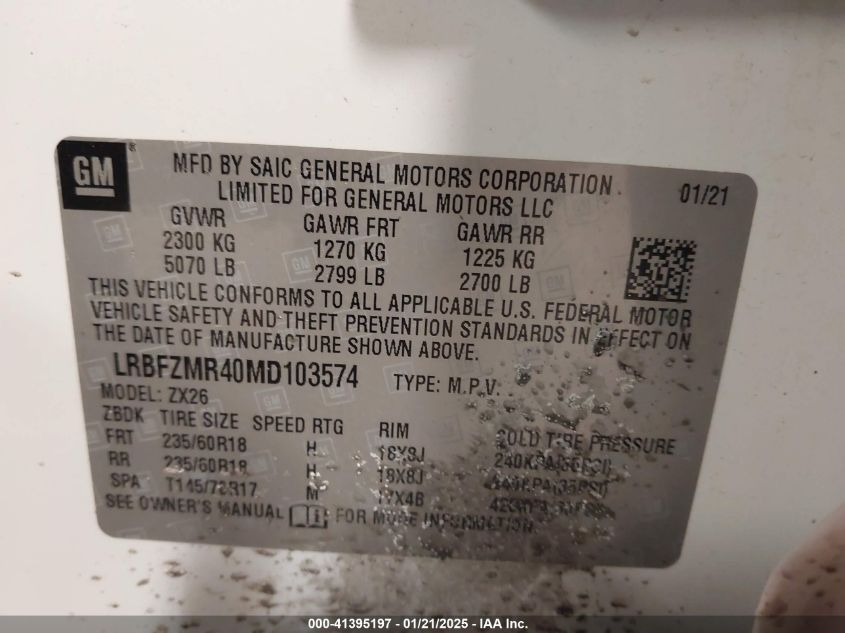 GM
MFD BY SAIC GENERAL MOTORS CORPORATION
LIMITED FOR GENERAL MOTORS LLC
01/21
GVWR GAWR FRT GAWR RR
2300 KG 1270 KG 1225 KG
5070 LB 2799 LB 2700 LB
THIS VEHICLE CONFORMS TO ALL APPLICABLE U.S. FEDERAL MOTOR
VEHICLE SAFETY AND THEFT PREVENTION STANDARDS IN EFFECT ON
THE DATE OF MANUFACTURE SHOWN ABOVE.
LRBFZMR40MD103574 TYPE: M.P.V.
MODEL: ZX26
ZBDK TIRE SIZE SPEED RTG RIM COLD TIRE PRESSURE
FRT 235/60R18 H 18X8J
RR 235/60R18 H 18X8J
SPA M
SEE OWNER'S MANUAL FOR MORE INFORMATION
000-41395197 - 01/21/2025 - IAA Inc.